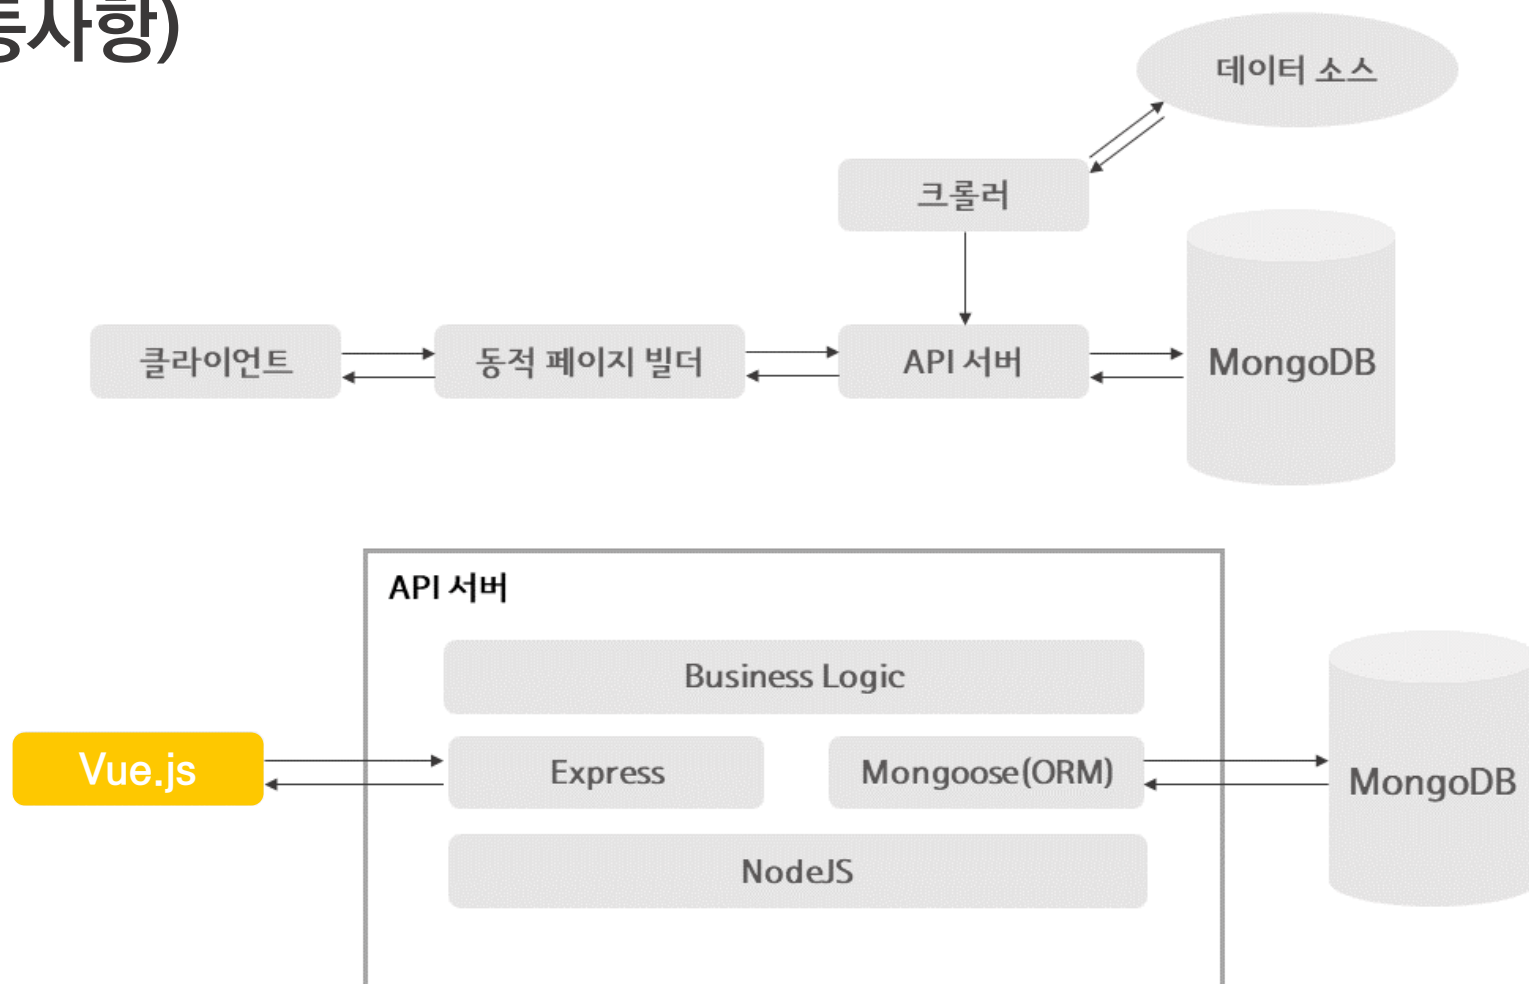 통사항)
데이터 소스
크롤러
클라이언트
동적 페이지 빌더
API 서버
MongoDB
API 서버
Business Logic
Vue.js
Express
Mongoose(ORM)
MongoDB
NodeJS